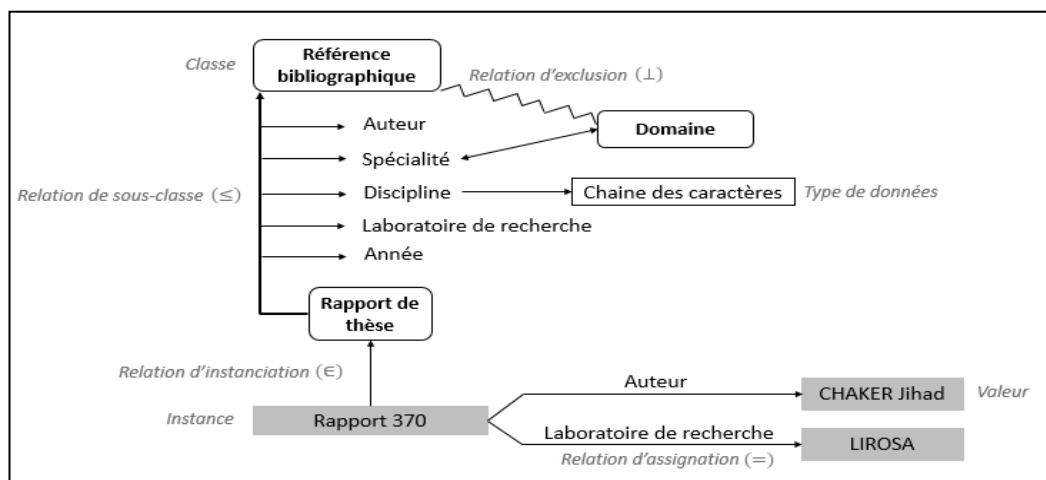 Classe
Référence
bibliographique
Relation d'exclusion (⊥)
Auteur
Domaine
Spécialité
Relation de sous-classe (≤)
Discipline
Chaine des caractères
Type de données
Laboratoire de recherche
Année
Rapport de
thèse
Relation d'instanciation (∈)
Auteur
Instance
Rapport 370
CHAKER Jihad
Valeur
Laboratoire de recherche
LIROSA
Relation d'assignation (=)